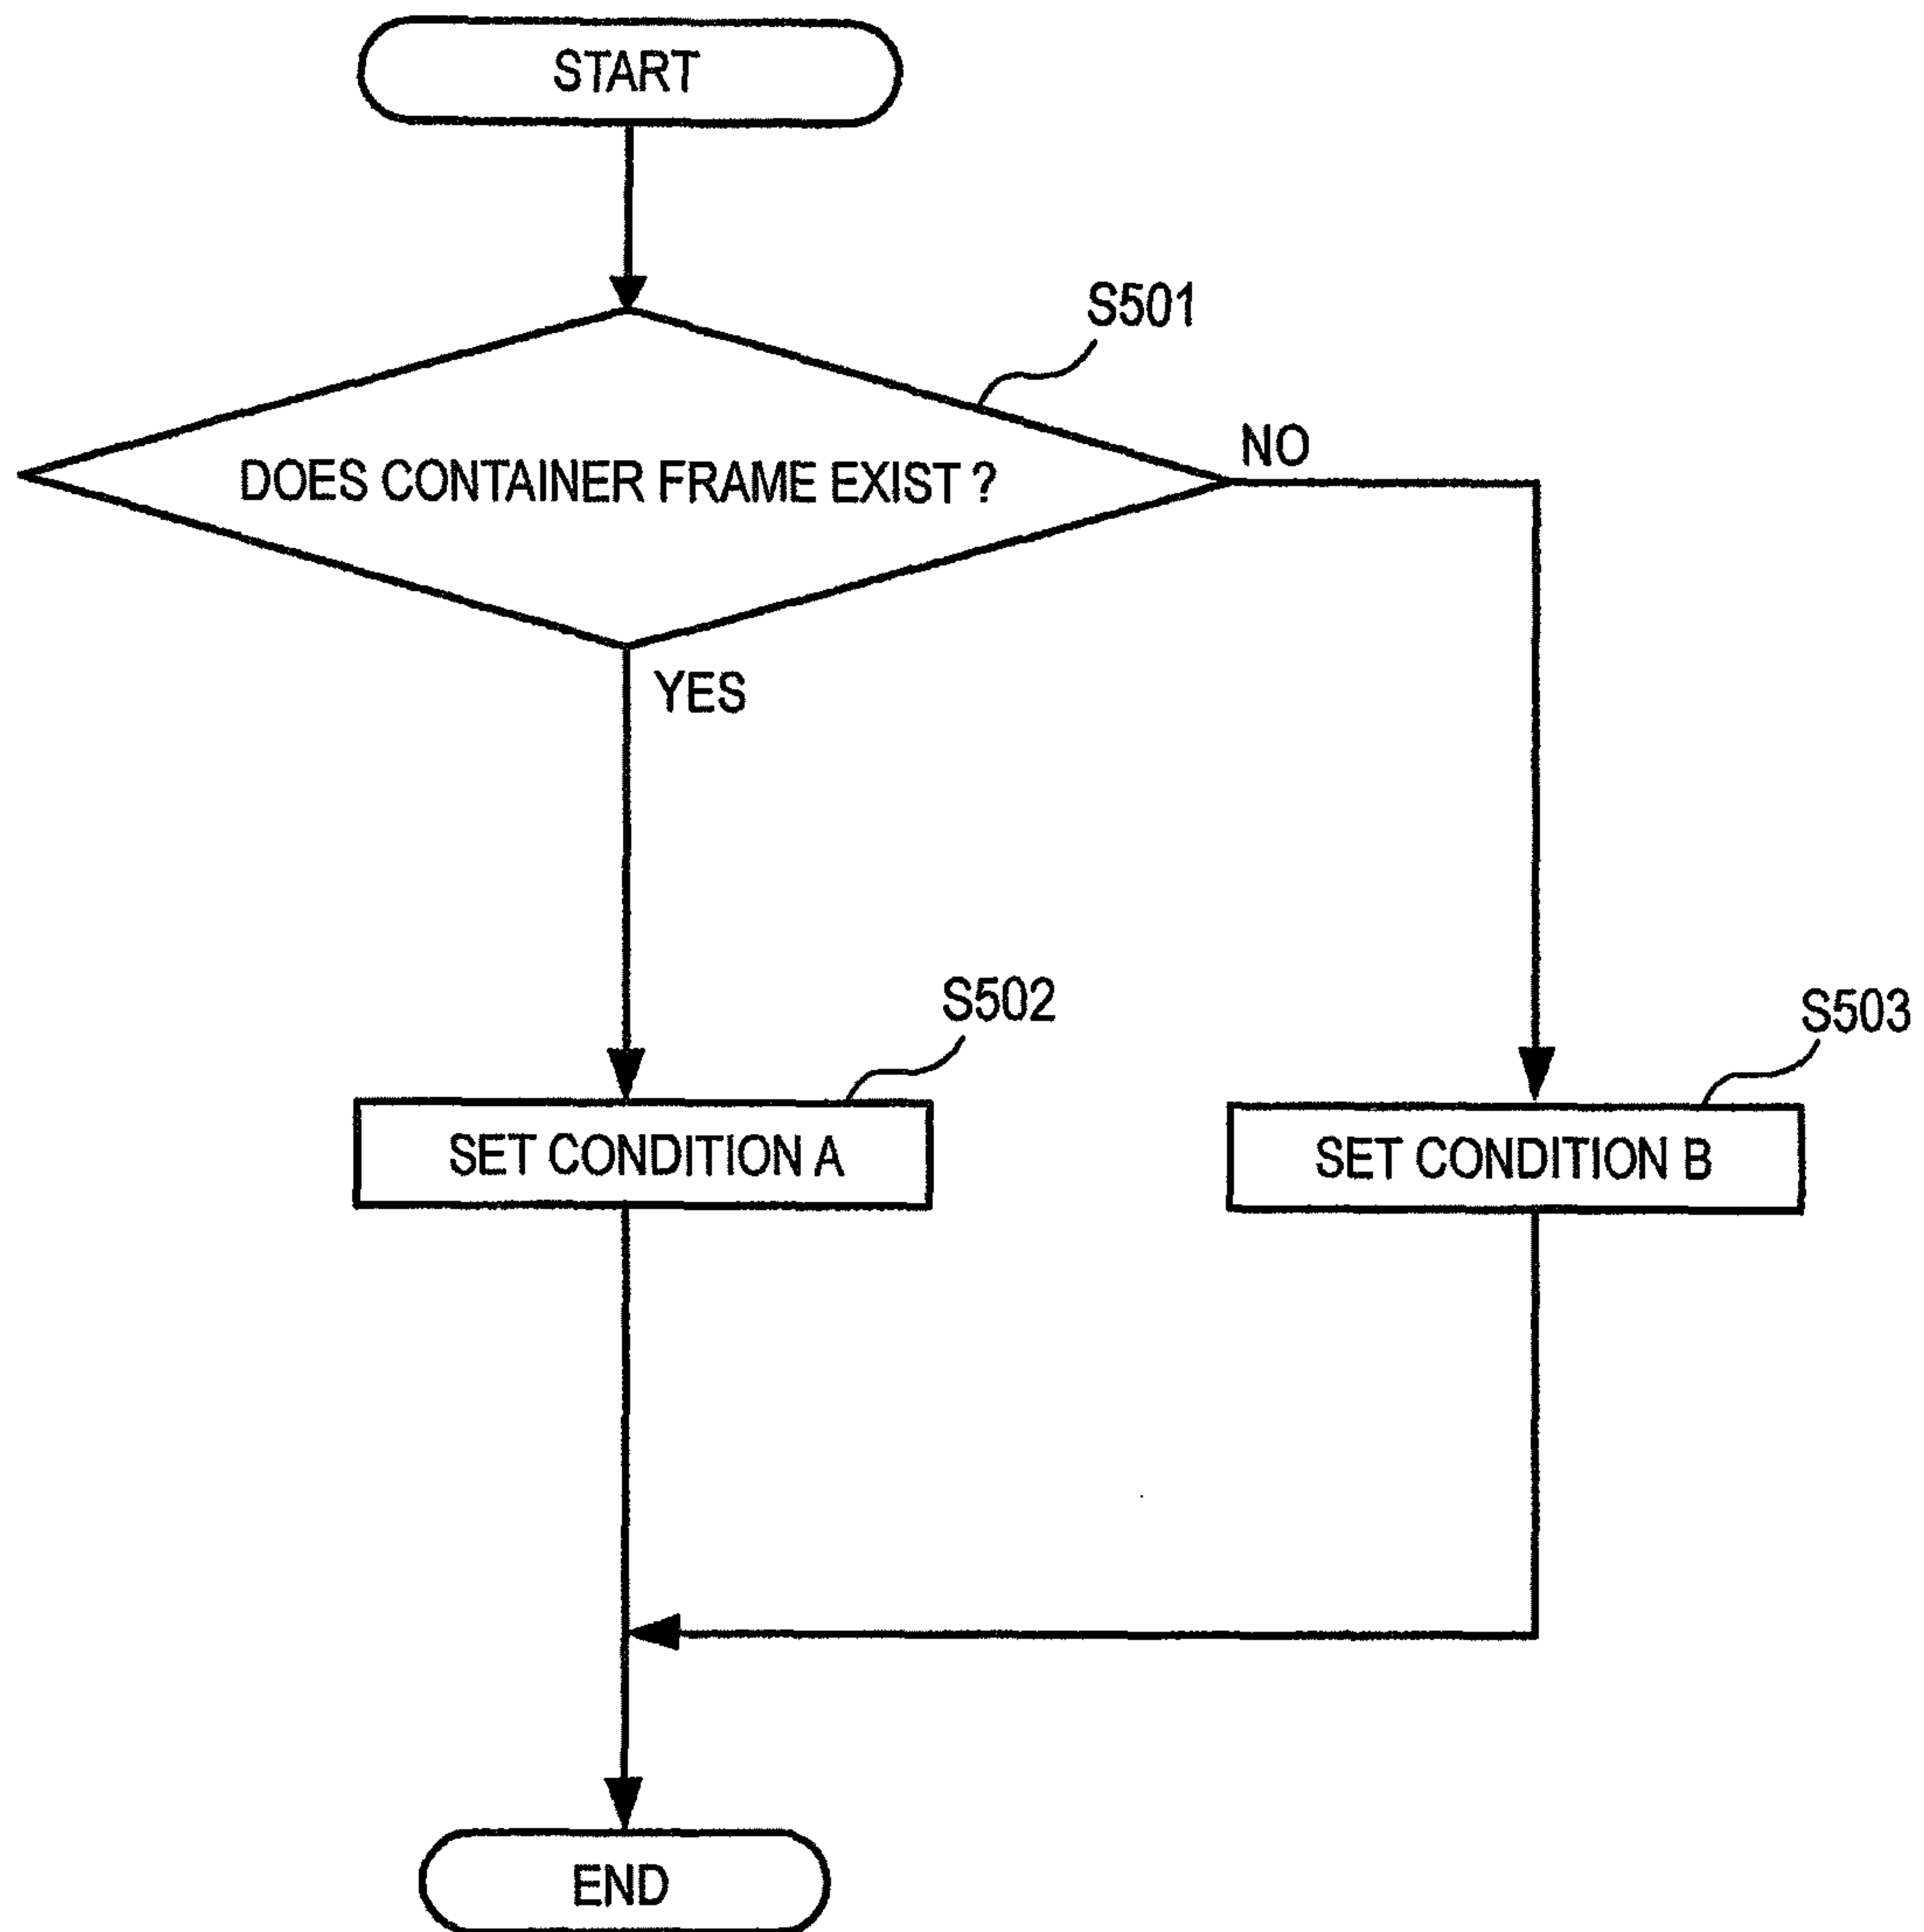 START
S501
DOES CONTAINER FRAME EXIST ?
NO
YES
S502
S503
SET CONDITION A
SET CONDITION B
END